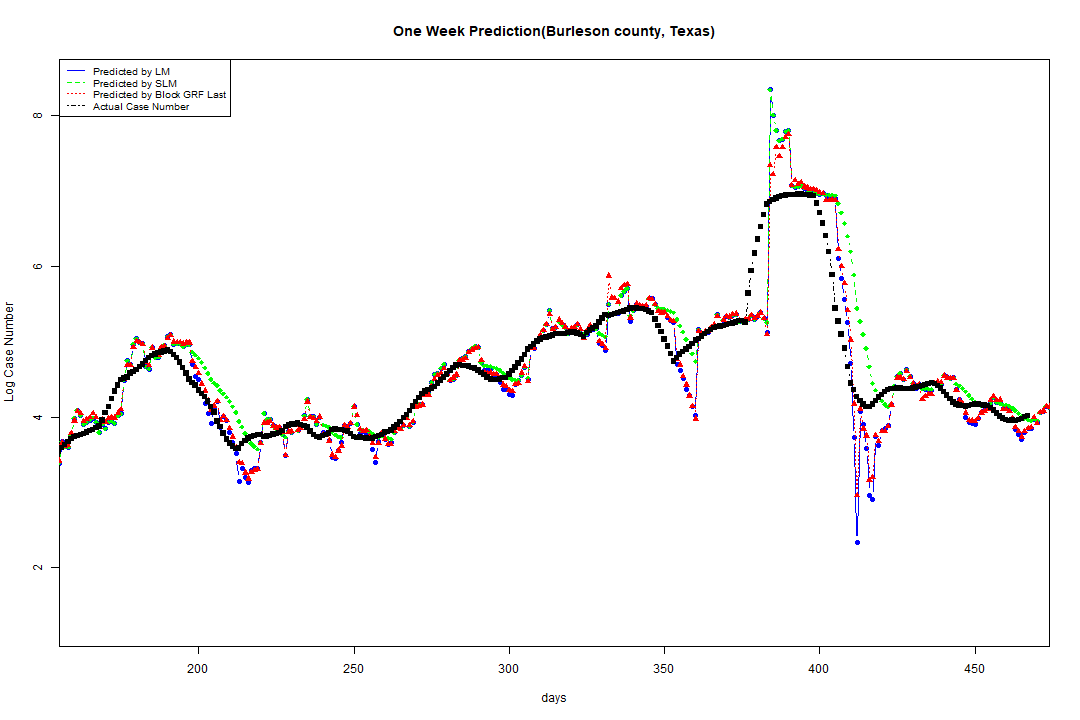 One Week Prediction(Burleson county, Texas)
Predicted by LM
Predicted by SLM
Predicted by Block GRF Last
Actual Case Number
8
6
4
2
Log Case Number
200 250 300 350 400 450
days